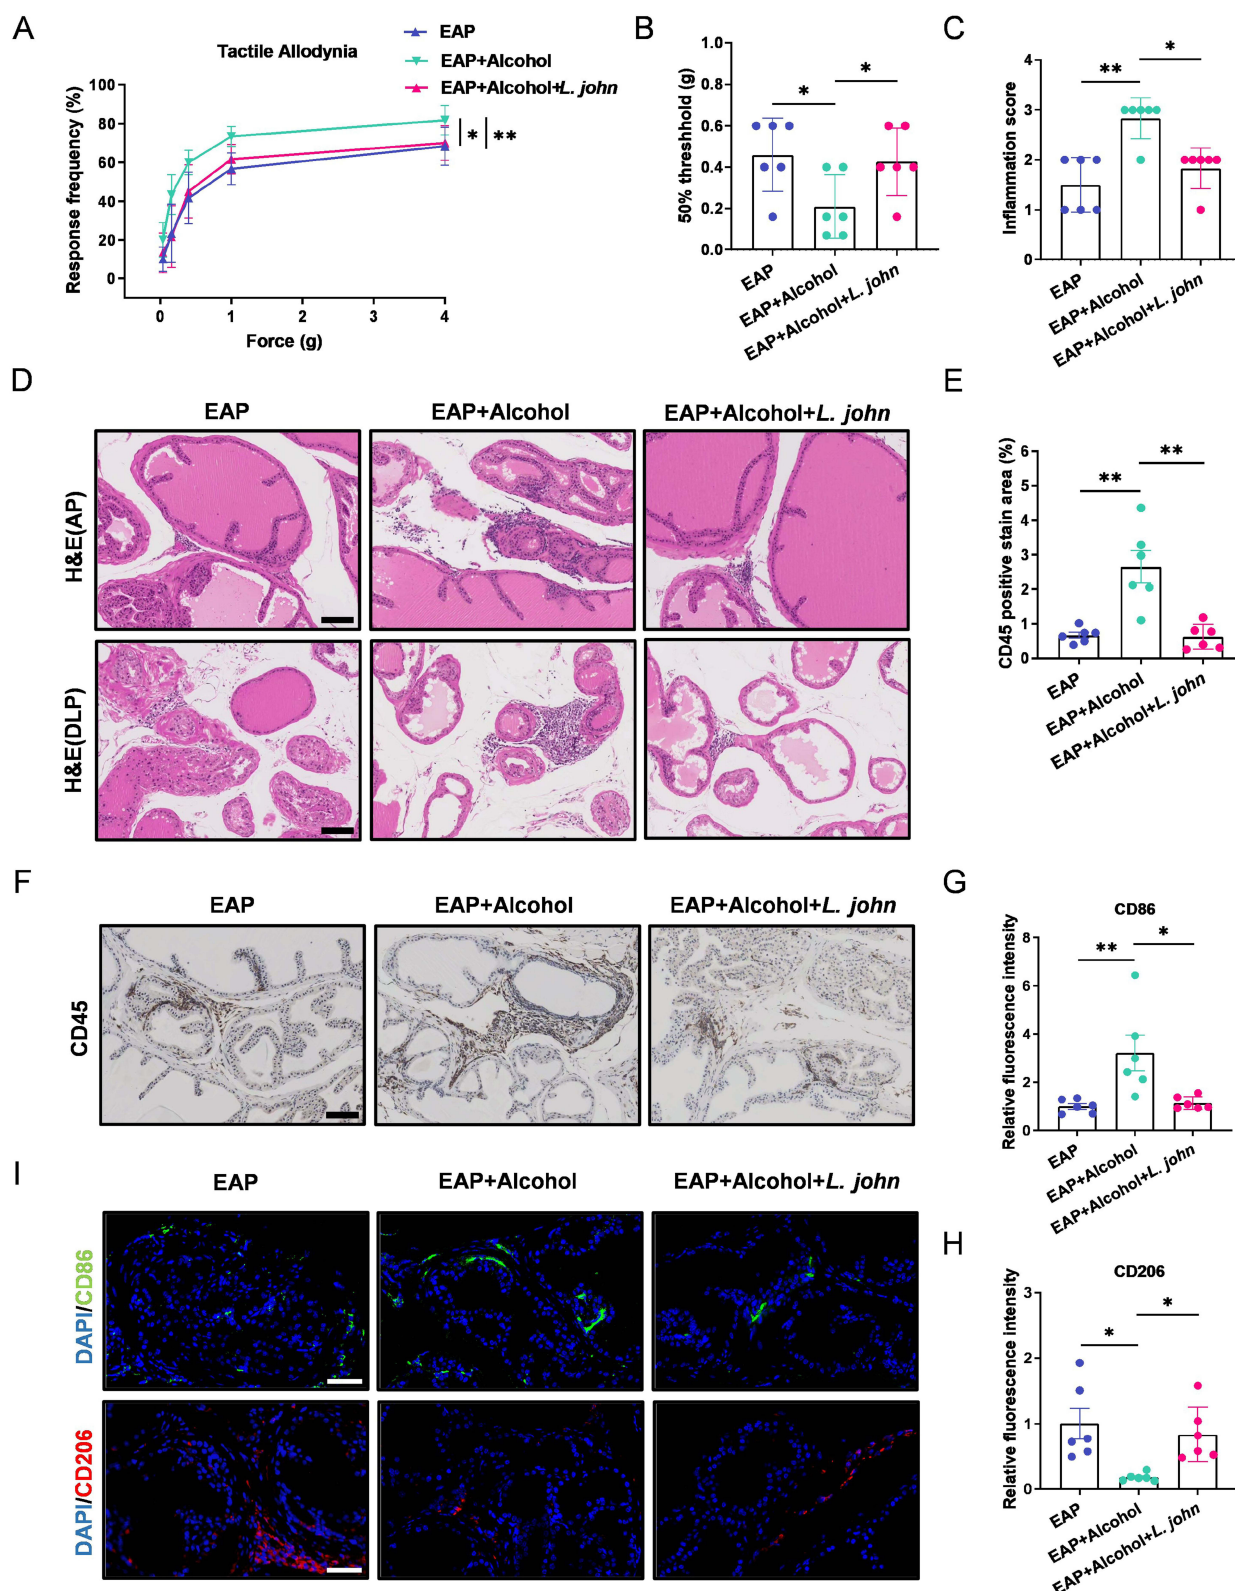 A
Tactile Allodynia
EAP
EAP+Alcohol
EAP+Alcohol+L. john
Response frequency (%)
100
80
60
40
20
0
* **
0 1 2 3 4
Force (g)
B
50% threshhold (g)
1.0
0.8
0.6
0.4
0.2
0.0
* *
EAP
EAP+Alcohol
EAP+Alcohol+L. john
C
Inflammation score
4
3
2
1
0
** *
EAP
EAP+Alcohol
EAP+Alcohol+L. john
D
EAP EAP+Alcohol EAP+Alcohol+L. john
H&E(AP)
H&E(DLP)
E
CD45 positive stain area (%)
6
5
4
3
2
1
0
** **
EAP
EAP+Alcohol
EAP+Alcohol+L. john
F
EAP EAP+Alcohol EAP+Alcohol+L. john
CD45
G
CD86
Relative fluorescence intensity
8
6
4
2
0
** *
EAP
EAP+Alcohol
EAP+Alcohol+L. john
I
EAP EAP+Alcohol EAP+Alcohol+L. john
DAPI/CD86
DAPI/CD206
H
CD206
Relative fluorescence intensity
3
2
1
0
* *
EAP
EAP+Alcohol
EAP+Alcohol+L. john